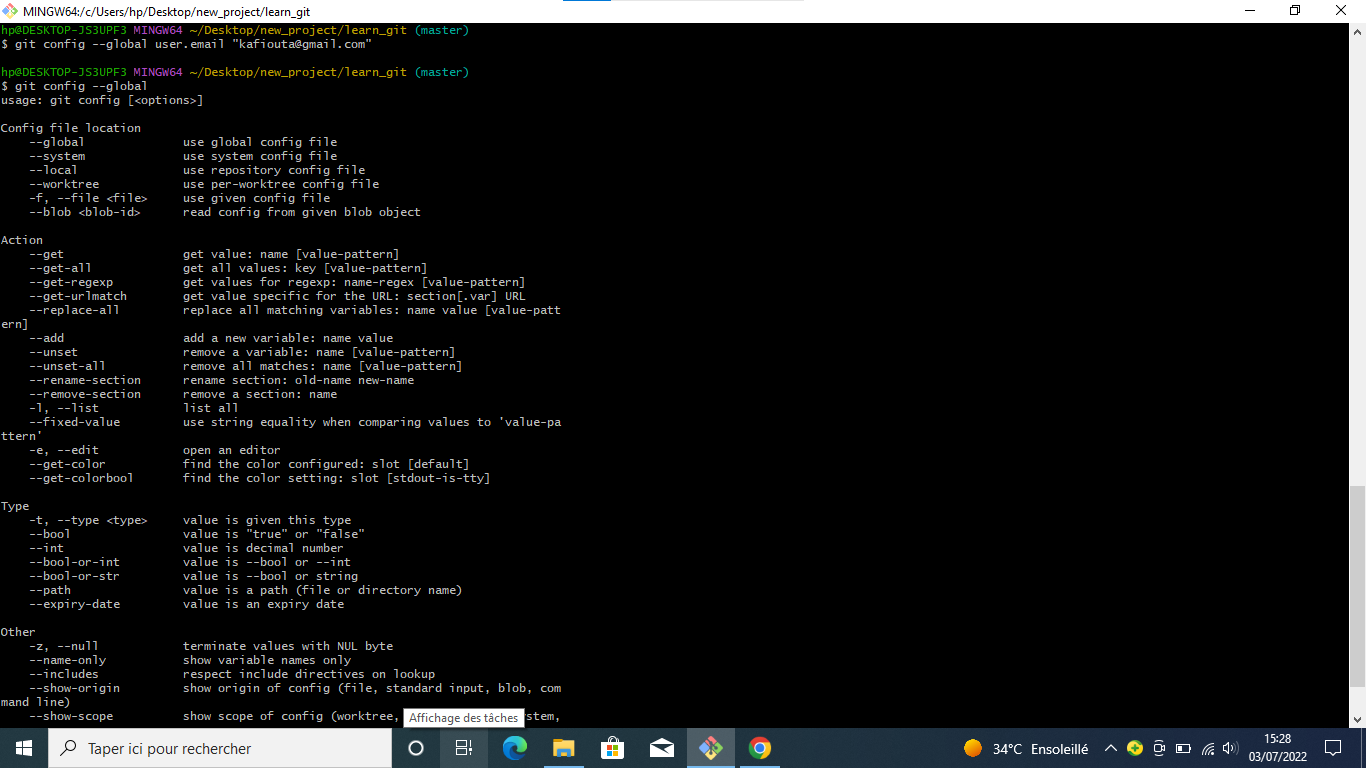 MINGW64:/c/Users/hp/Desktop/new_project/learn_git
hp@DESKTOP-JS3UPF3 MINGW64 ~/Desktop/new_project/learn_git (master)
$ git config --global user.email "kafiouta@gmail.com"
hp@DESKTOP-JS3UPF3 MINGW64 ~/Desktop/new_project/learn_git (master)
$ git config --global
usage: git config [<options>]
Config file location
--global use global config file
--system use system config file
--local use repository config file
--worktree use per-worktree config file
-f, --file <file> use given config file
--blob <blob-id> read config from given blob object
Action
--get get value: name [value-pattern]
--get-all get all values: key [value-pattern]
--get-regexp get values for regexp: name-regex [value-pattern]
--get-urlmatch get value specific for the URL: section[.var] URL
--replace-all replace all matching variables: name value [value-patt
ern]
--add add a new variable: name value
--unset remove a variable: name [value-pattern]
--unset-all remove all matches: name [value-pattern]
--rename-section rename section: old-name new-name
--remove-section remove a section: name
-l, --list list all
--fixed-value use string equality when comparing values to 'value-pa
ttern'
-e, --edit open an editor
--get-color find the color configured: slot [default]
--get-colorbool find the color setting: slot [stdout-is-tty]
Type
-t, --type <type> value is given this type
--bool value is "true" or "false"
--int value is decimal number
--bool-or-int value is --bool or --int
--bool-or-str value is --bool or string
--path value is a path (file or directory name)
--expiry-date value is an expiry date
Other
-z, --null terminate values with NUL byte
--name-only show variable names only
--includes respect include directives on lookup
--show-origin show origin of config (file, standard input, blob, com
mand line)
--show-scope show scope of config (worktree, stem,
Affichage des tâches
Taper ici pour rechercher
34°C Ensoleillé
15:28
03/07/2022